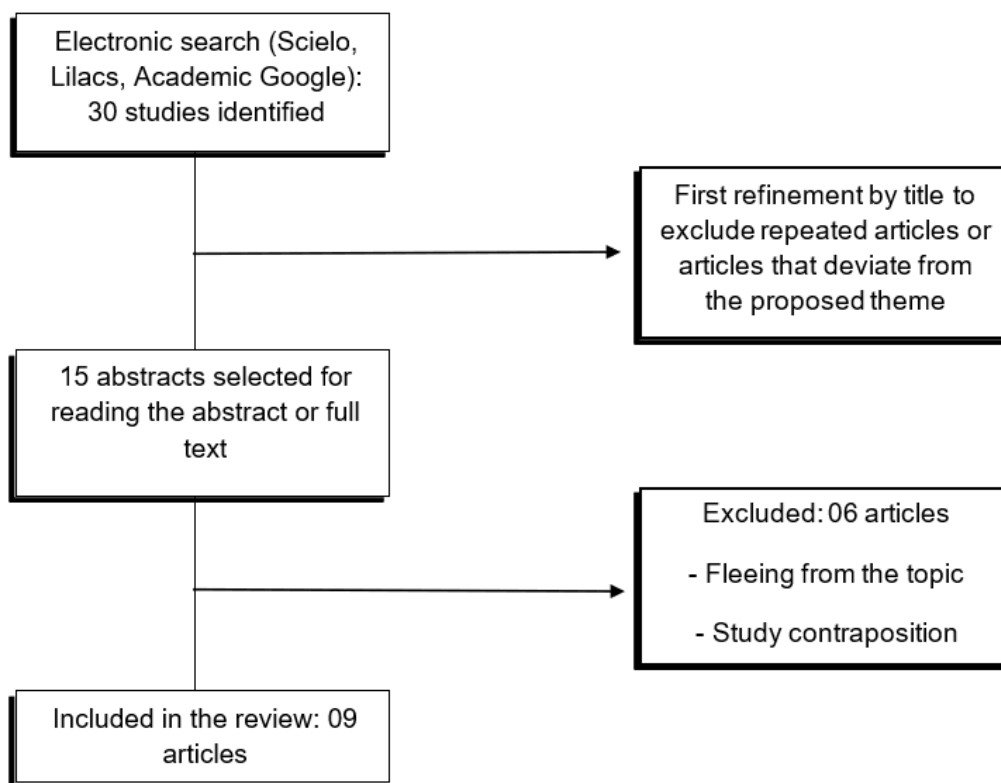 Electronic search (Scielo,
Lilacs, Academic Google):
30 studies identified
First refinement by title to
exclude repeated articles or
articles that deviate from
the proposed theme
15 abstracts selected for
reading the abstract or full
text
Excluded: 06 articles
- Fleeing from the topic
- Study contraposition
Included in the review: 09
articles